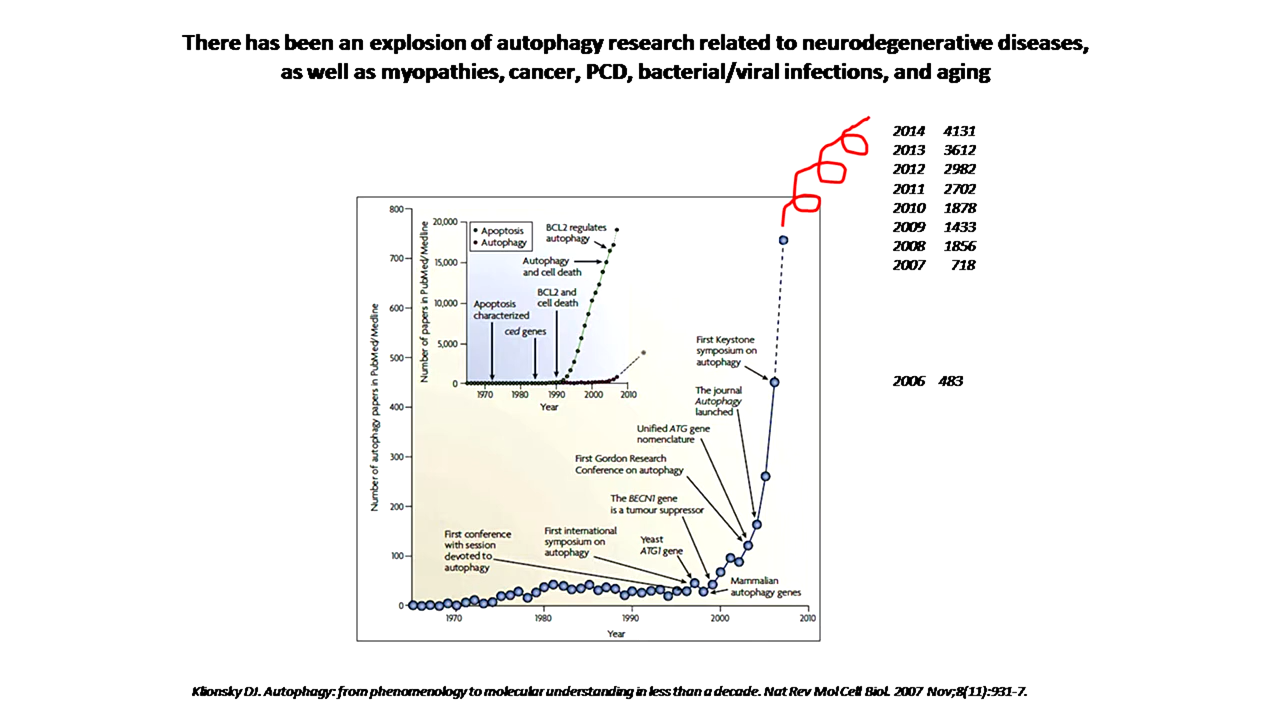 There has been an explosion of autophagy research related to neurodegenerative diseases,
as well as myopathies, cancer, PCD, bacterial/viral infections, and aging
2014 4131
2013 3612
2012 2982
2011 2702
2010 1878
2009 1433
2008 1856
2007 718
2006 483
Number of autophagy papers in PubMed/Medline
800
700
600
500
400
300
200
100
0
1970
1980
1990
2000
2010
Year
Number of papers in PubMed/Medline
20,000
15,000
10,000
5,000
0
1970
1980
1990
2000
2010
Year
Apoptosis
Autophagy
BCL2 regulates
autophagy
Autophagy
and cell death
BCL2 and
cell death
Apoptosis
characterized
ced genes
First Keystone
symposium on
autophagy
The journal
Autophagy
launched
Unified ATG gene
nomenclature
First Gordon Research
Conference on autophagy
The BECN1 gene
is a tumour suppressor
First conference
with session
devoted to
autophagy
First international
symposium on
autophagy
Yeast
ATG1 gene
Mammalian
autophagy genes
Klionsky DJ. Autophagy: from phenomenology to molecular understanding in less than a decade. Nat Rev Mol Cell Biol. 2007 Nov;8(11):931-7.